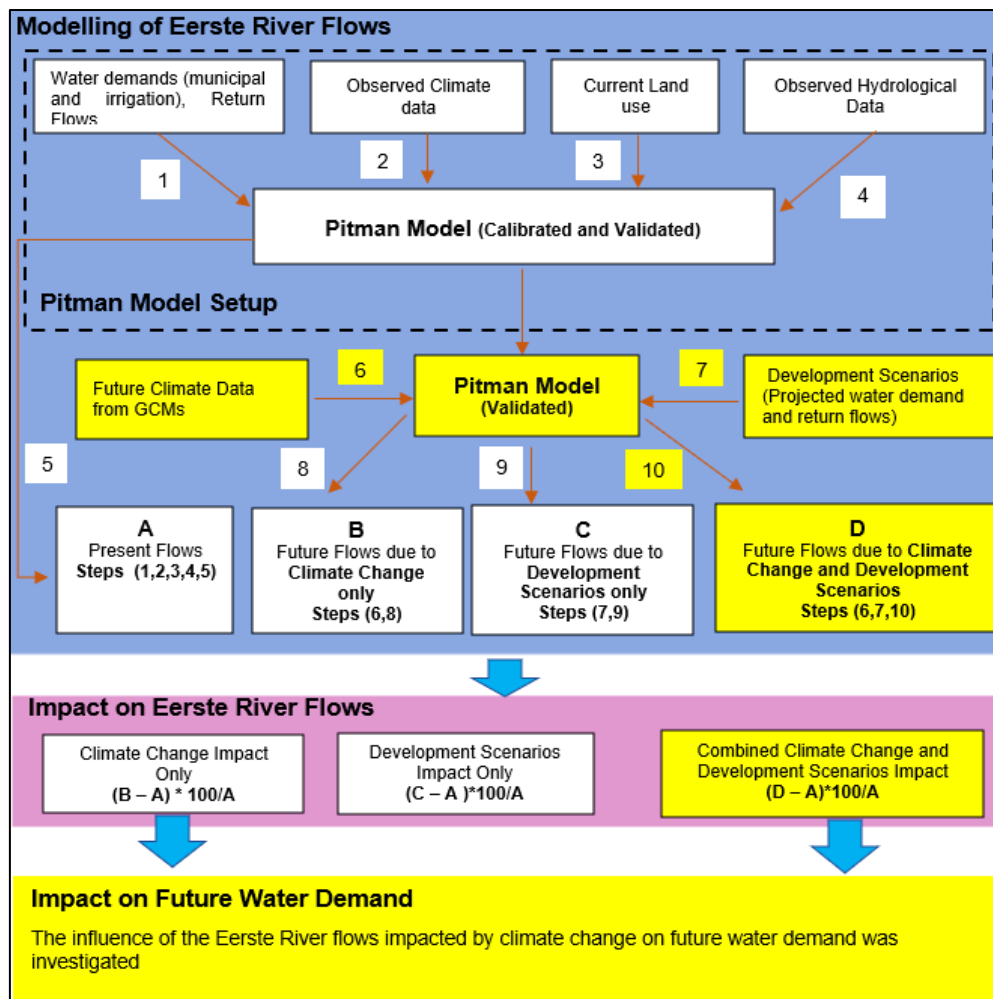 Modelling of Eerste River Flows
Water demands (municipal
and irrigation), Return
Flows
Observed Climate
data
Current Land
use
Observed Hydrological
Data
1
2
3
4
Pitman Model (Calibrated and Validated)
Pitman Model Setup
Future Climate Data
from GCMs
6
Pitman Model
(Validated)
7
Development Scenarios
(Projected water demand
and return flows)
5
8
9
10
A
Present Flows
Steps (1,2,3,4,5)
B
Future Flows due to
Climate Change
only
Steps (6,8)
C
Future Flows due to
Development
Scenarios only
Steps (7,9)
D
Future Flows due to Climate
Change and Development
Scenarios
Steps (6,7,10)
Impact on Eerste River Flows
Climate Change Impact
Only
(B – A) * 100/A
Development Scenarios
Impact Only
(C – A )*100/A
Combined Climate Change and
Development Scenarios Impact
(D – A)*100/A
Impact on Future Water Demand
The influence of the Eerste River flows impacted by climate change on future water demand was
investigated